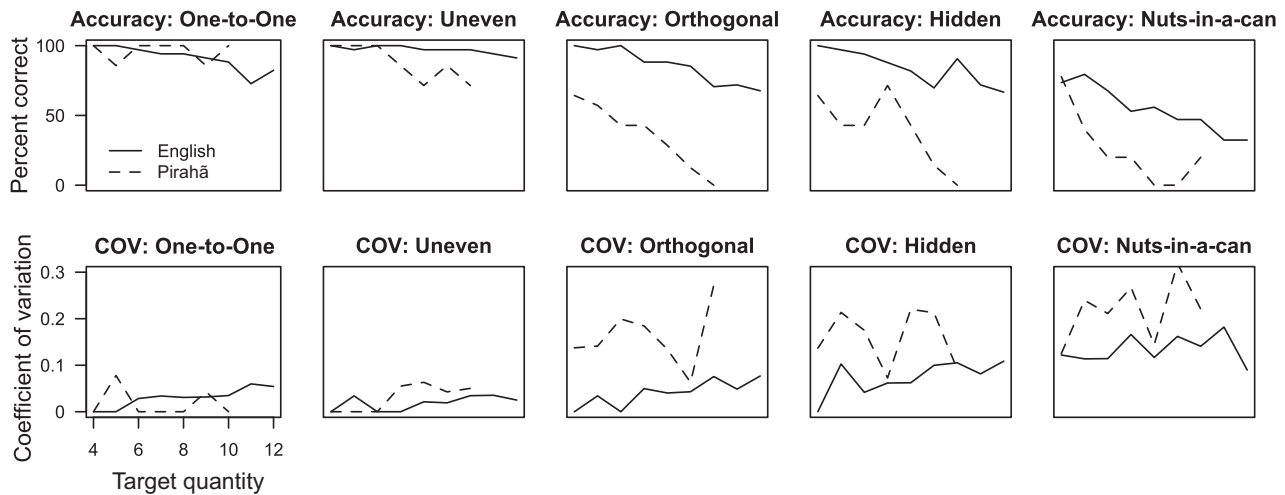 Accuracy: One-to-One
Accuracy: Uneven
Accuracy: Orthogonal
Accuracy: Hidden
Accuracy: Nuts-in-a-can
Percent correct
100
50
0
English
Pirahã
COV: One-to-One
COV: Uneven
COV: Orthogonal
COV: Hidden
COV: Nuts-in-a-can
Coefficient of variation
0.3
0.2
0.1
0
4 6 8 10 12
Target quantity